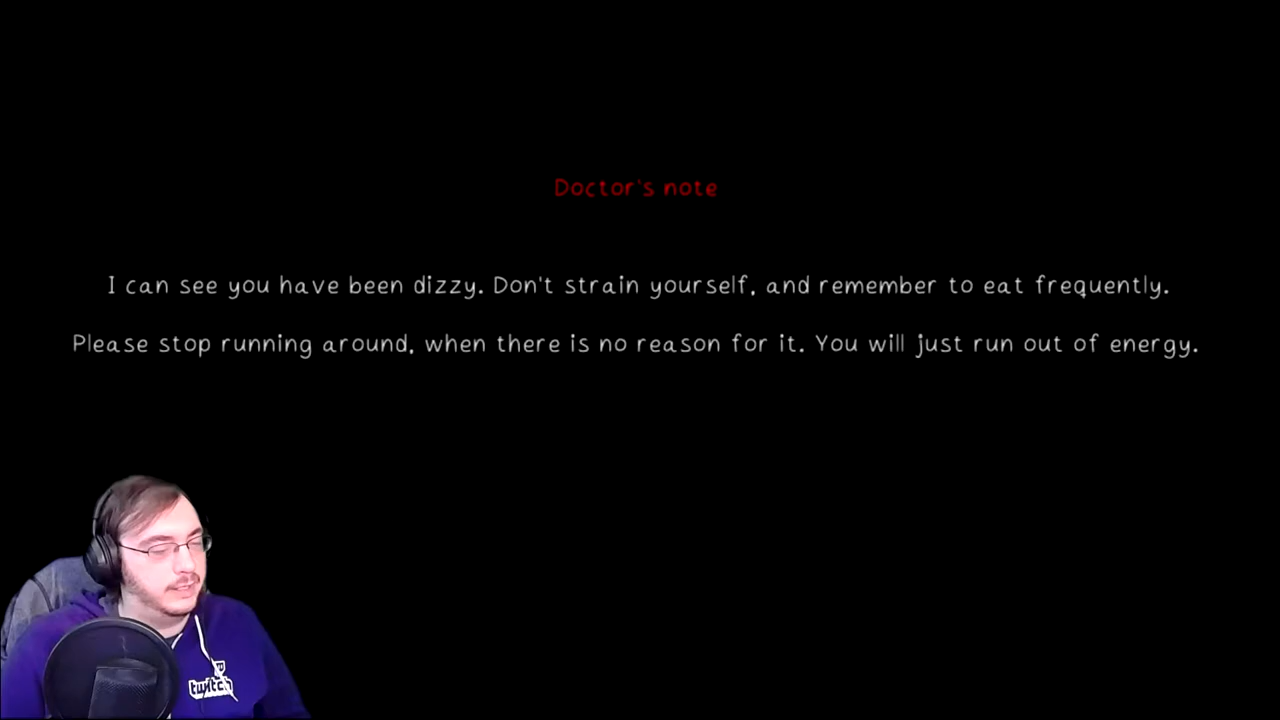 Doctor's note
I can see you have been dizzy. Don't strain yourself, and remember to eat frequently.
Please stop running around, when there is no reason for it. You will just run out of energy.
twitch